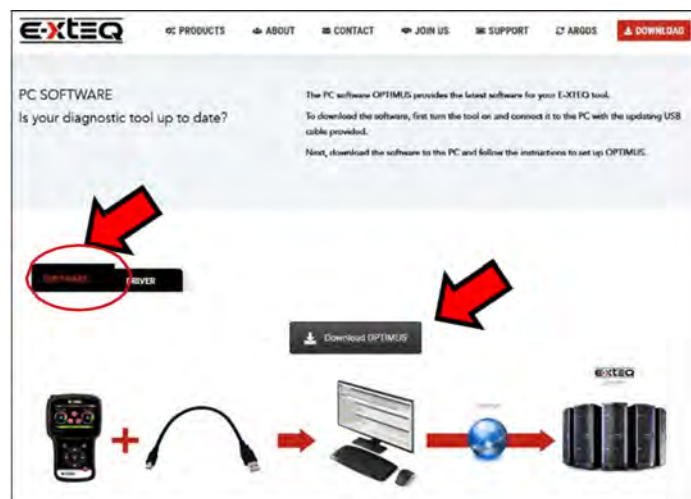 E-XTEQ
PRODUCTS ABOUT CONTACT JOIN US SUPPORT ARGOS DOWNLOAD
PC SOFTWARE
Is your diagnostic tool up to date?
The PC software OPTIMUS provides the latest software for your E-XTEQ tool.
To download the software, first turn the tool on and connect it to the PC with the updating USB
cable provided.
Next, download the software to the PC and follow the instructions to set up OPTIMUS.
SOFTWARE DRIVER
Download OPTIMUS
E-XTEQ